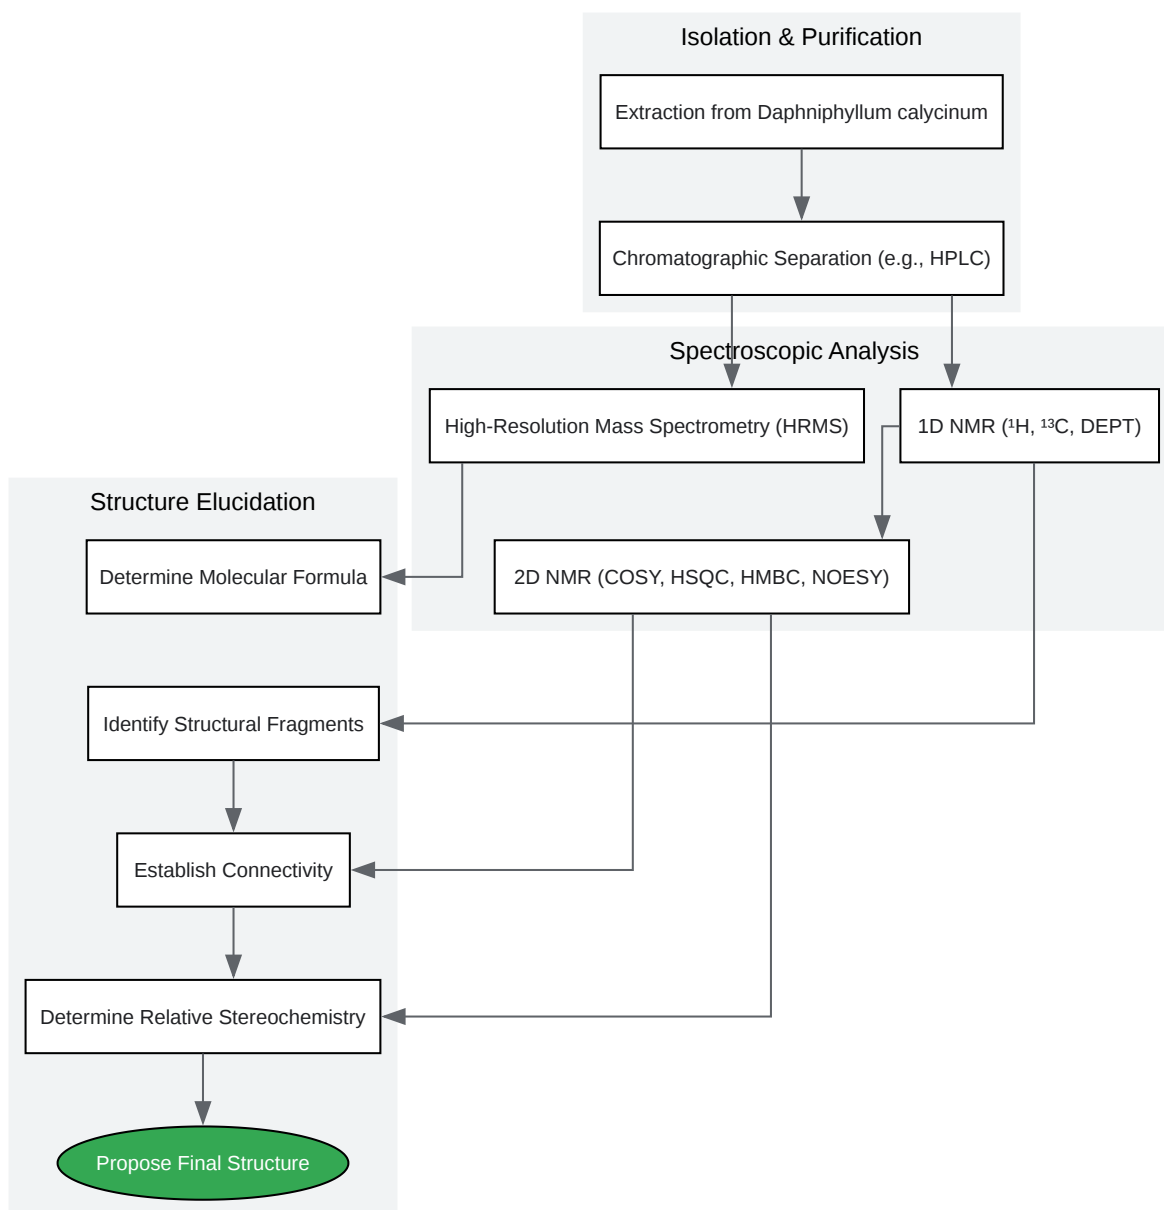 Isolation & Purification
Extraction from Daphniphyllum calycinum
Chromatographic Separation (e.g., HPLC)
Spectroscopic Analysis
High-Resolution Mass Spectrometry (HRMS)
1D NMR (¹H, ¹³C, DEPT)
2D NMR (COSY, HSQC, HMBC, NOESY)
Structure Elucidation
Determine Molecular Formula
Identify Structural Fragments
Establish Connectivity
Determine Relative Stereochemistry
Propose Final Structure